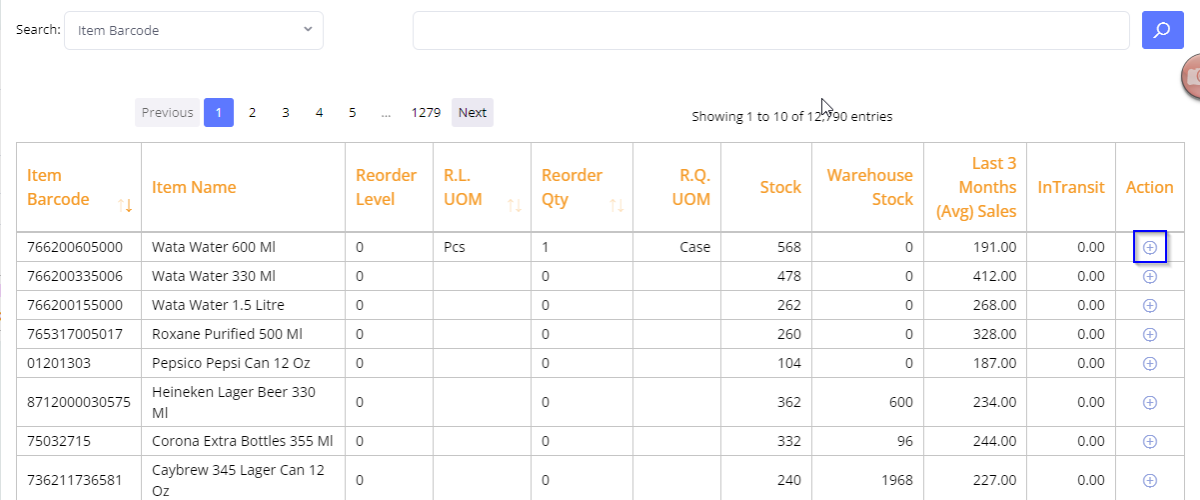 Search: Item Barcode
Previous 1 2 3 4 5 ... 1279 Next
Showing 1 to 10 of 12,790 entries
Item Barcode Item Name Reorder Level R.L. UOM Reorder Qty R.Q. UOM Stock Warehouse Stock Last 3 Months (Avg) Sales InTransit Action
766200605000 Wata Water 600 Ml 0 Pcs 1 Case 568 0 191.00 0.00
766200335006 Wata Water 330 Ml 0 0 478 0 412.00 0.00
766200155000 Wata Water 1.5 Litre 0 0 262 0 268.00 0.00
765317005017 Roxane Purified 500 Ml 0 0 260 0 328.00 0.00
01201303 Pepsico Pepsi Can 12 Oz 0 0 104 0 187.00 0.00
8712000030575 Heineken Lager Beer 330 Ml 0 0 362 600 234.00 0.00
75032715 Corona Extra Bottles 355 Ml 0 0 332 96 244.00 0.00
736211736581 Caybrew 345 Lager Can 12 Oz 0 0 240 1968 227.00 0.00